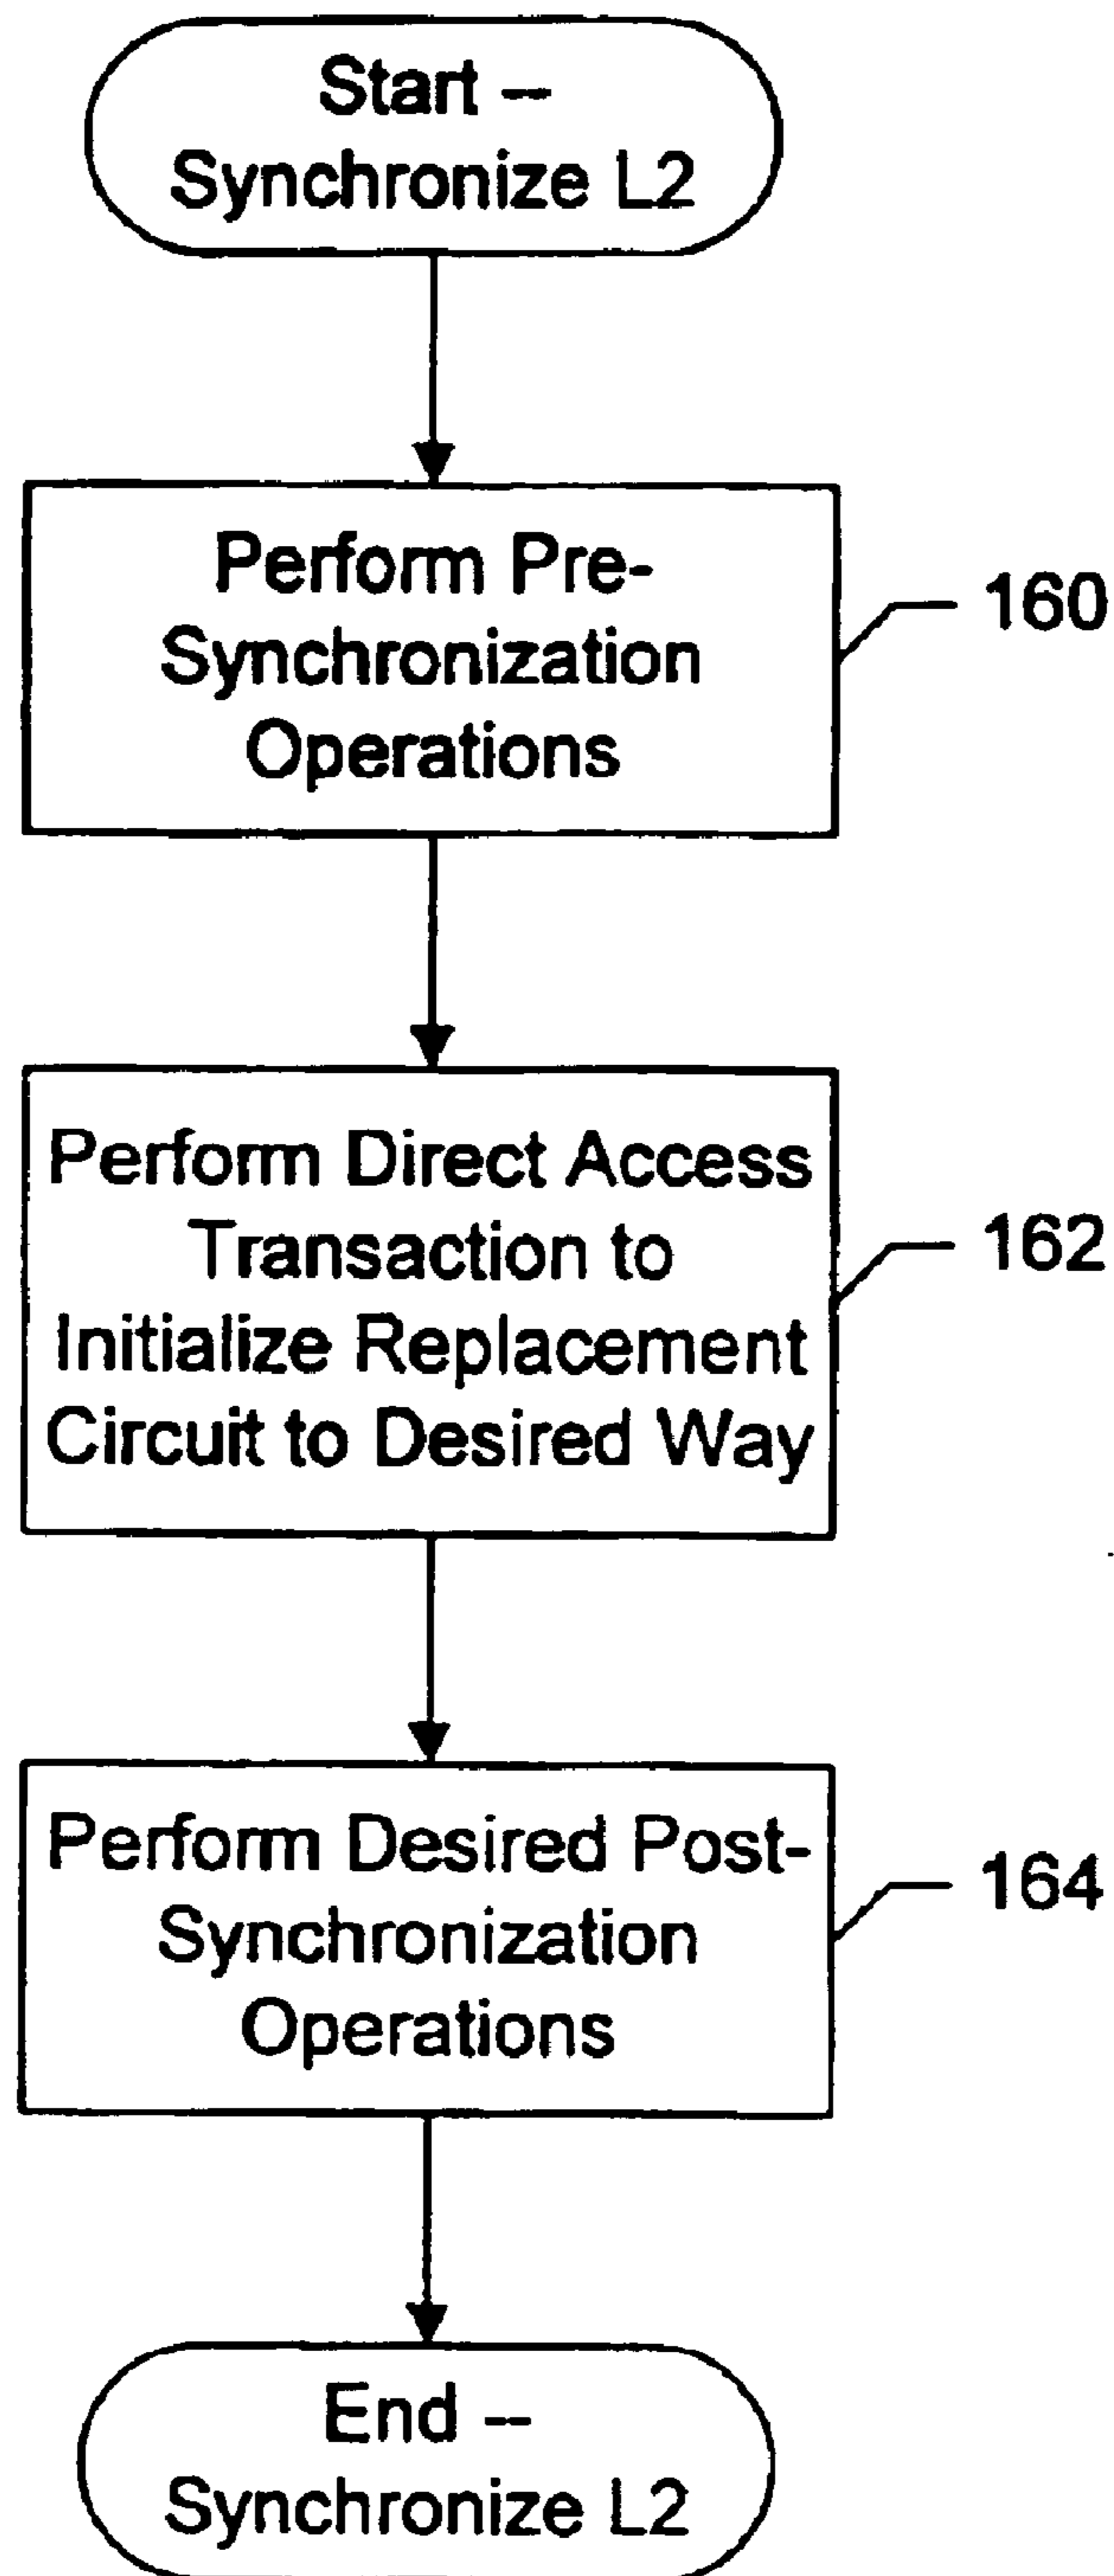 Start --
Synchronize L2
Perform Pre-
Synchronization
Operations
160
Perform Direct Access
Transaction to
Initialize Replacement
Circuit to Desired Way
162
Perform Desired Post-
Synchronization
Operations
164
End --
Synchronize L2